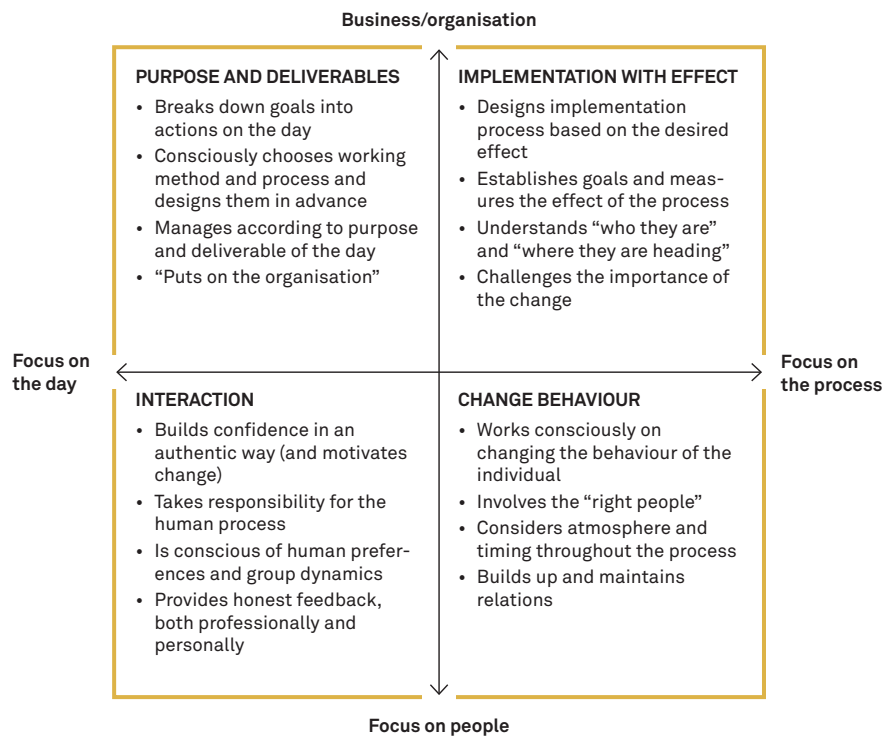 Business/organisation
PURPOSE AND DELIVERABLES
• Breaks down goals into
actions on the day
• Consciously chooses working
method and process and
designs them in advance
• Manages according to purpose
and deliverable of the day
• “Puts on the organisation”
IMPLEMENTATION WITH EFFECT
• Designs implementation
process based on the desired
effect
• Establishes goals and meas-
ures the effect of the process
• Understands “who they are”
and “where they are heading”
• Challenges the importance of
the change
Focus on
the day
Focus on
the process
INTERACTION
• Builds confidence in an
authentic way (and motivates
change)
• Takes responsibility for the
human process
• Is conscious of human prefer-
ences and group dynamics
• Provides honest feedback,
both professionally and
personally
CHANGE BEHAVIOUR
• Works consciously on
changing the behaviour of the
individual
• Involves the “right people”
• Considers atmosphere and
timing throughout the process
• Builds up and maintains
relations
Focus on people